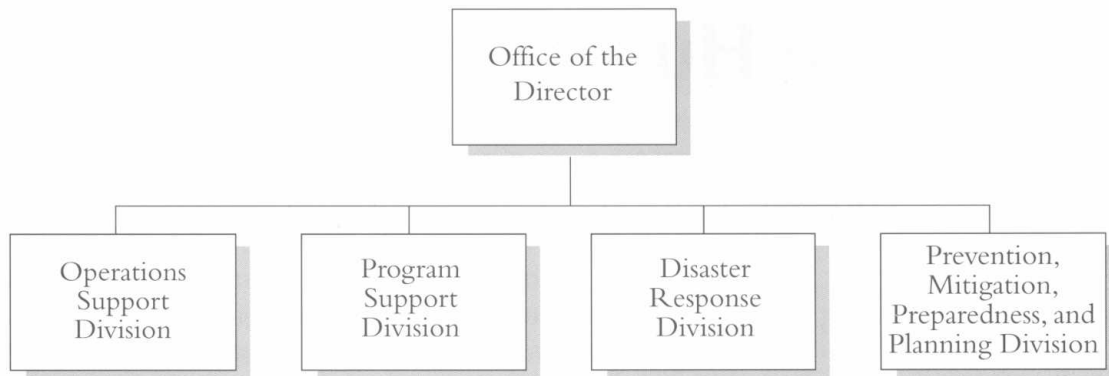 Office of the
Director
Operations
Support
Division
Program
Support
Division
Disaster
Response
Division
Prevention,
Mitigation,
Preparedness, and
Planning Division